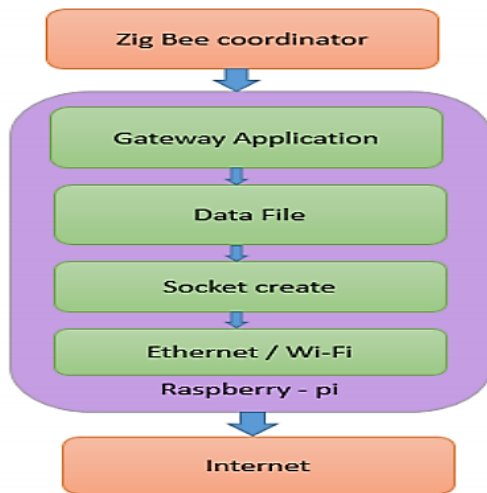 Zig Bee coordinator
Gateway Application
Data File
Socket create
Ethernet / Wi-Fi
Raspberry - pi
Internet